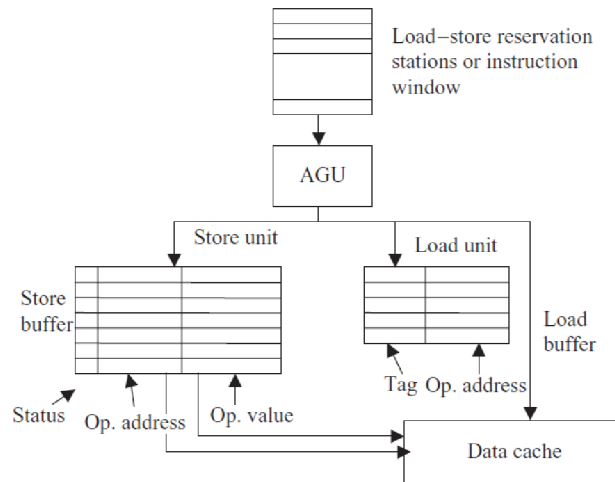 Load–store reservation
stations or instruction
window
AGU
Store unit
Load unit
Store
buffer
Load
buffer
Tag
Op. address
Status
Op. address
Op. value
Data cache